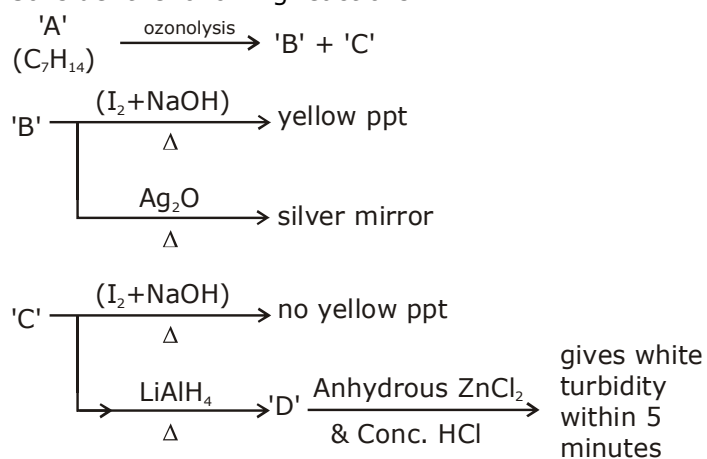 'A' ozonolysis 'B' + 'C'
(C₇H₁₄)
'B' (I₂+NaOH) yellow ppt
Δ
Ag₂O silver mirror
Δ
'C' (I₂+NaOH) no yellow ppt
Δ
LiAlH₄ 'D' Anhydrous ZnCl₂ gives white
Δ & Conc. HCl turbidity
within 5
minutes